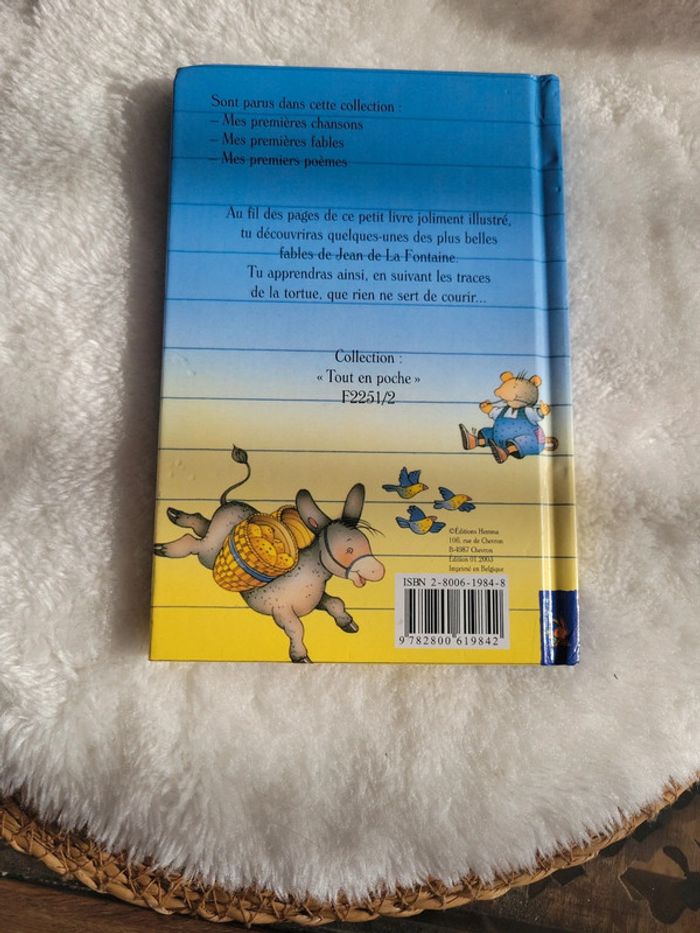 Sont parus dans cette collection :
– Mes premières chansons
– Mes premières fables
– Mes premiers poèmes
Au fil des pages de ce petit livre joliment illustré,
tu découvriras quelques-unes des plus belles
fables de Jean de La Fontaine.
Tu apprendras ainsi, en suivant les traces
de la tortue, que rien ne sert de courir...
Collection :
« Tout en poche »
F2251/2
©Éditions Hemma
106, rue de Chevron
B-4987 Chevron
Édition 01.2003
Imprimé en Belgique
ISBN 2-8006-1984-8
9 782800 619842